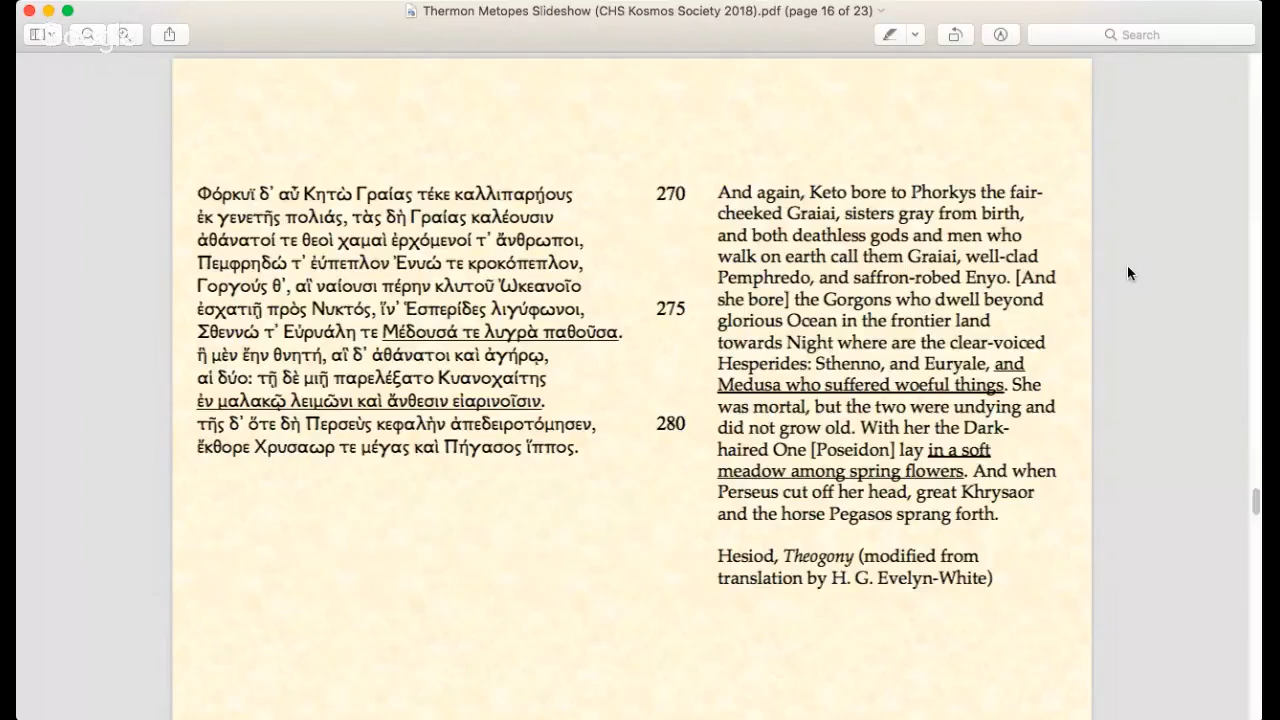 Thermon Metopes Slideshow (CHS Kosmos Society 2018).pdf (page 16 of 23)
Google
Search
Φόρκυϊ δ' αὖ Κητὼ Γραίας τέκε καλλιπαρῄους
ἐκ γενετῆς πολιάς, τὰς δὴ Γραίας καλέουσιν
ἀθάνατοί τε θεοὶ χαμαὶ ἐρχόμενοί τ' ἄνθρωποι,
Πεμφρηδώ τ' ἐύπεπλον Ἐνυώ τε κροκόπεπλον,
Γοργούς θ', αἳ ναίουσι πέρην κλυτοῦ Ὠκεανοῖο
ἐσχατιῇ πρὸς Νυκτός, ἵν' Ἑσπερίδες λιγύφωνοι,
Σθεννώ τ' Εὐρυάλη τε Μέδουσά τε λυγρὰ παθοῦσα.
ἣ μὲν ἔην θνητή, αἳ δ' ἀθάνατοι καὶ ἀγήρῳ,
αἱ δύο: τῇ δὲ μιῇ παρελέξατο Κυανοχαίτης
ἐν μαλακῷ λειμῶνι καὶ ἄνθεσιν εἰαρινοῖσιν.
τῆς δ' ὅτε δὴ Περσεὺς κεφαλὴν ἀπεδειροτόμησεν,
ἔκθορε Χρυσαωρ τε μέγας καὶ Πήγασος ἵππος.
270
275
280
And again, Keto bore to Phorkys the fair-
cheeked Graiai, sisters gray from birth,
and both deathless gods and men who
walk on earth call them Graiai, well-clad
Pemphredo, and saffron-robed Enyo. [And
she bore] the Gorgons who dwell beyond
glorious Ocean in the frontier land
towards Night where are the clear-voiced
Hesperides: Sthenno, and Euryale, and
Medusa who suffered woeful things. She
was mortal, but the two were undying and
did not grow old. With her the Dark-
haired One [Poseidon] lay in a soft
meadow among spring flowers. And when
Perseus cut off her head, great Khrysaor
and the horse Pegasos sprang forth.
Hesiod, Theogony (modified from
translation by H. G. Evelyn-White)